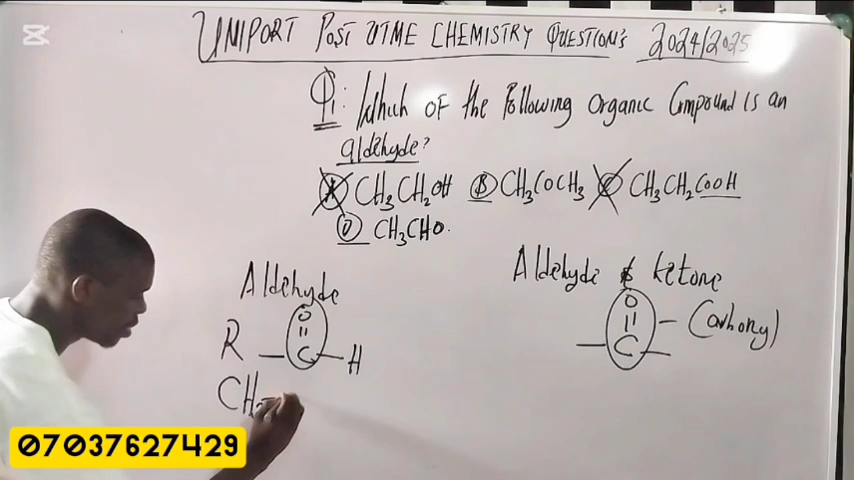 UNIPORT POST UTME CHEMISTRY QUESTION'S 2024/2025
Q1: Which OF the Following Organic Compound is an
aldehyde?
(A) CH3CH2OH (B) CH3COCH3 (C) CH3CH2COOH
(D) CH3CHO.
Aldehyde
O
R - C - H
CH3
Aldehyde & ketone
O
- C -
- Carbonyl
07037627429